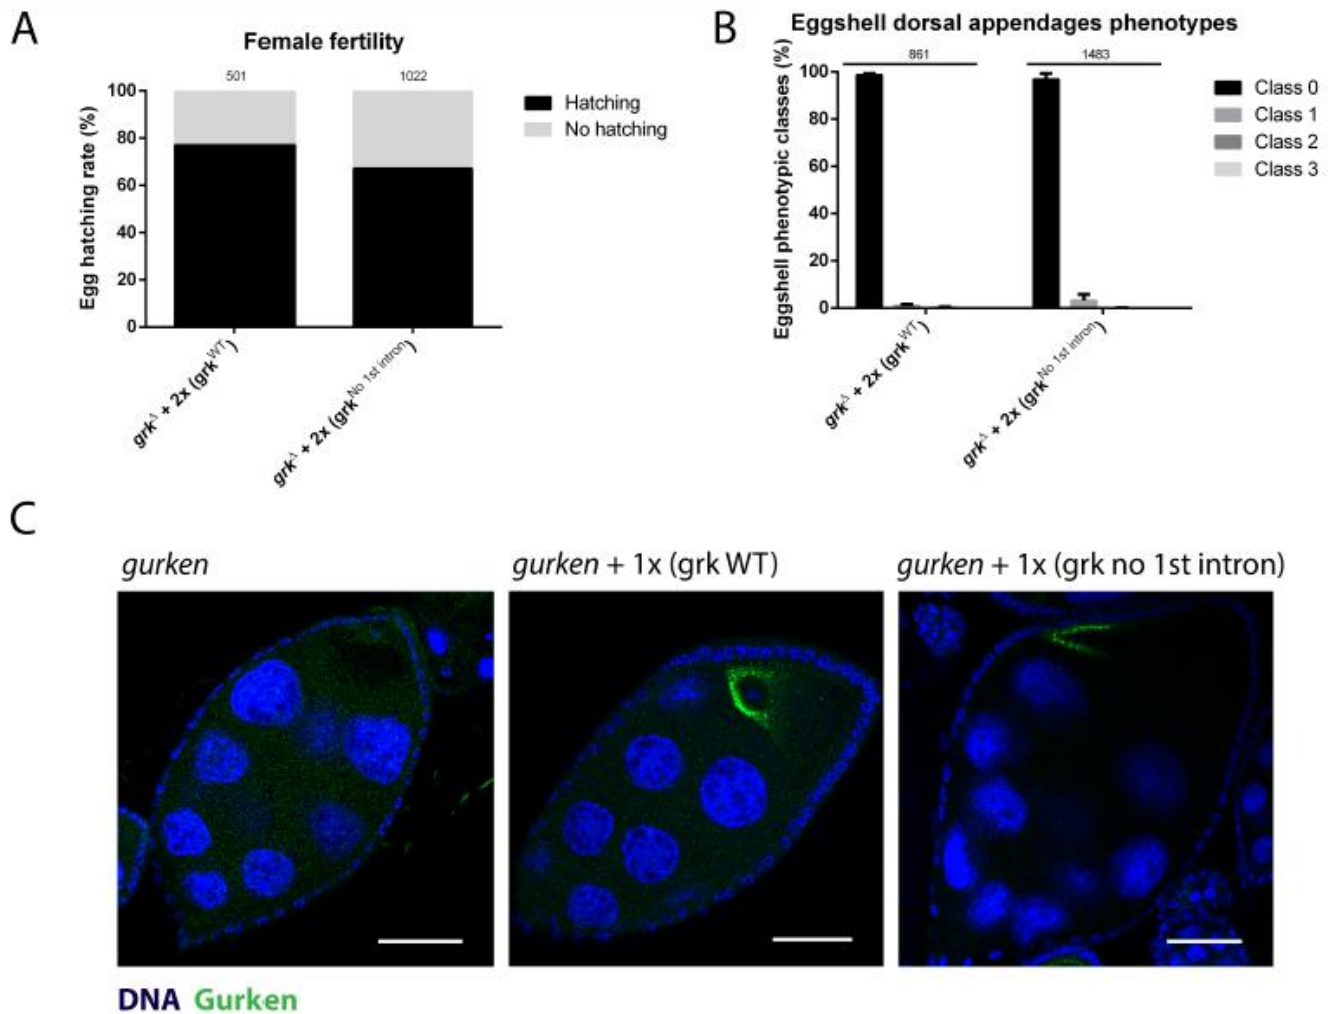 A
Female fertility
501 1022
Egg hatching rate (%)
100
80
60
40
20
0
Hatching
No hatching
grkΔ + 2x (grkWT)
grkΔ + 2x (grkNo 1st intron)
B
Eggshell dorsal appendages phenotypes
861 1483
Eggshell phenotypic classes (%)
100
80
60
40
20
0
Class 0
Class 1
Class 2
Class 3
grkΔ + 2x (grkWT)
grkΔ + 2x (grkNo 1st intron)
C
gurken
gurken + 1x (grk WT)
gurken + 1x (grk no 1st intron)
DNA Gurken